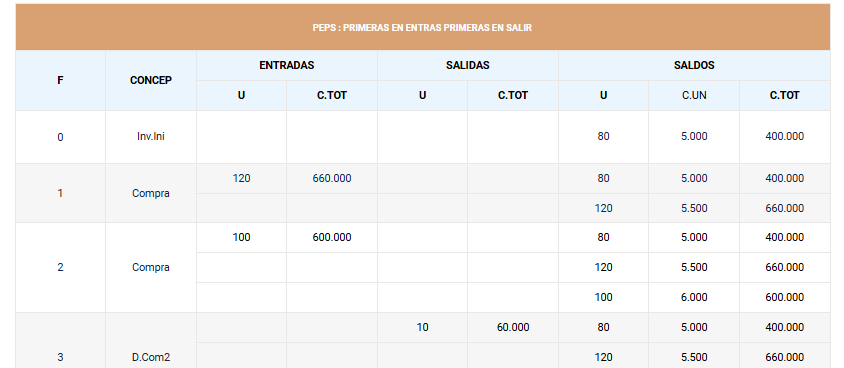 PEPS : PRIMERAS EN ENTRAS PRIMERAS EN SALIR
F CONCEP ENTRADAS SALIDAS SALDOS
U C.TOT U C.TOT U C.UN C.TOT
0 Inv.Ini 80 5.000 400.000
1 Compra 120 660.000 80 5.000 400.000
120 5.500 660.000
2 Compra 100 600.000 80 5.000 400.000
120 5.500 660.000
100 6.000 600.000
3 D.Com2 10 60.000 80 5.000 400.000
120 5.500 660.000